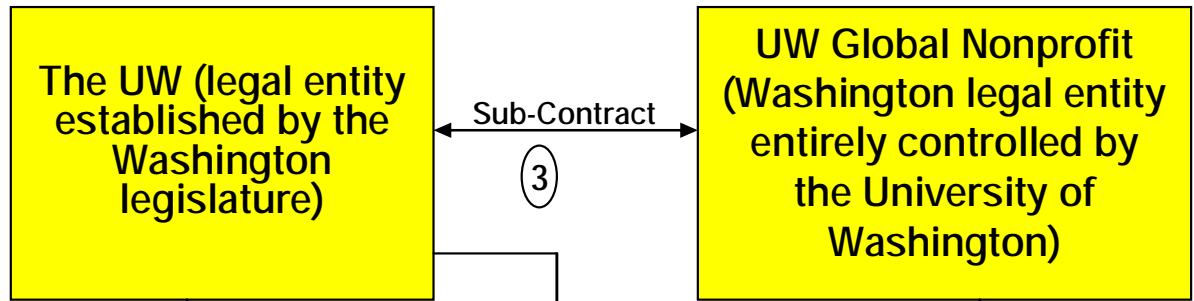 The UW (legal entity
established by the
Washington
legislature)
Sub-Contract
3
UW Global Nonprofit
(Washington legal entity
entirely controlled by
the University of
Washington)